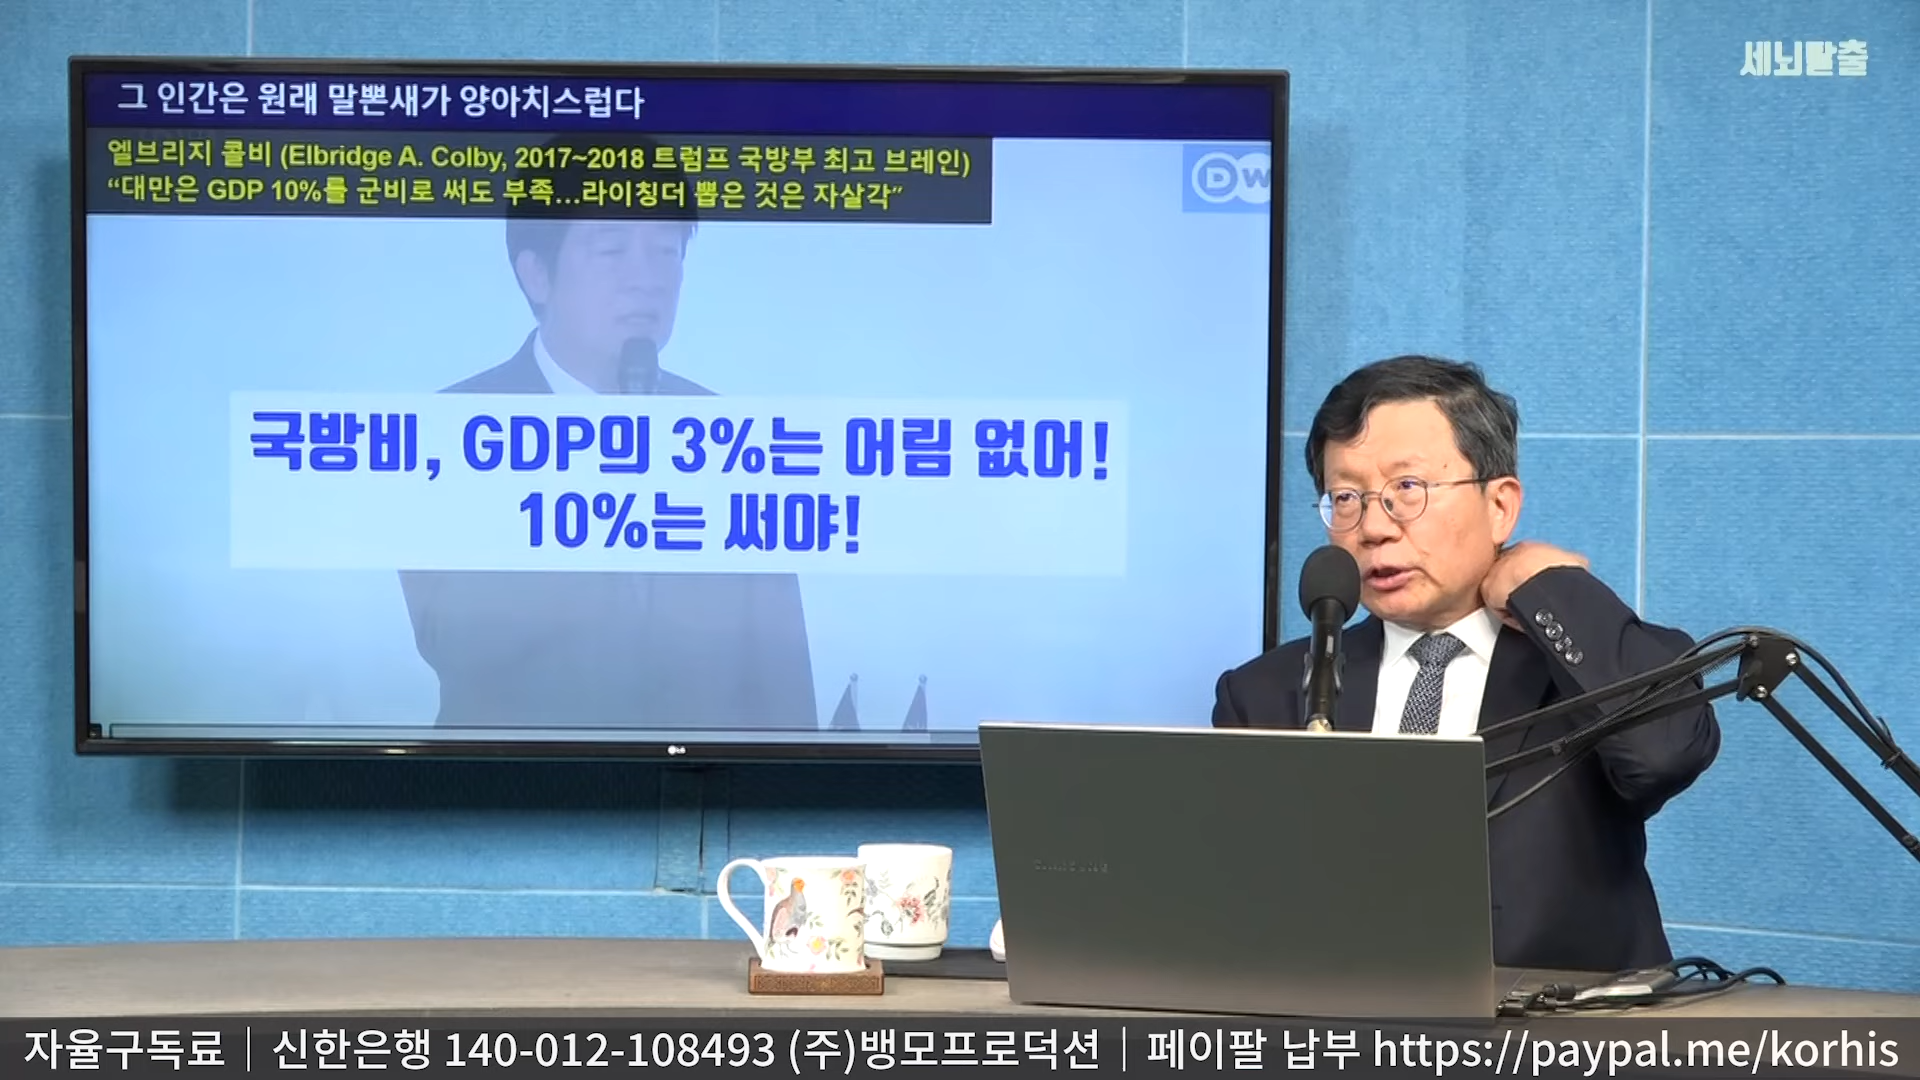 세뇌탈출
그 인간은 원래 말뽄새가 양아치스럽다
엘브리지 콜비 (Elbridge A. Colby, 2017~2018 트럼프 국방부 최고 브레인)
“대만은 GDP 10%를 군비로 써도 부족...라이칭더 뽑은 것은 자살각”
DW
국방비, GDP의 3%는 어림 없어!
10%는 써야!
LG
자율구독료｜신한은행 140-012-108493 (주)뱅모프로덕션｜페이팔 납부 https://paypal.me/korhis